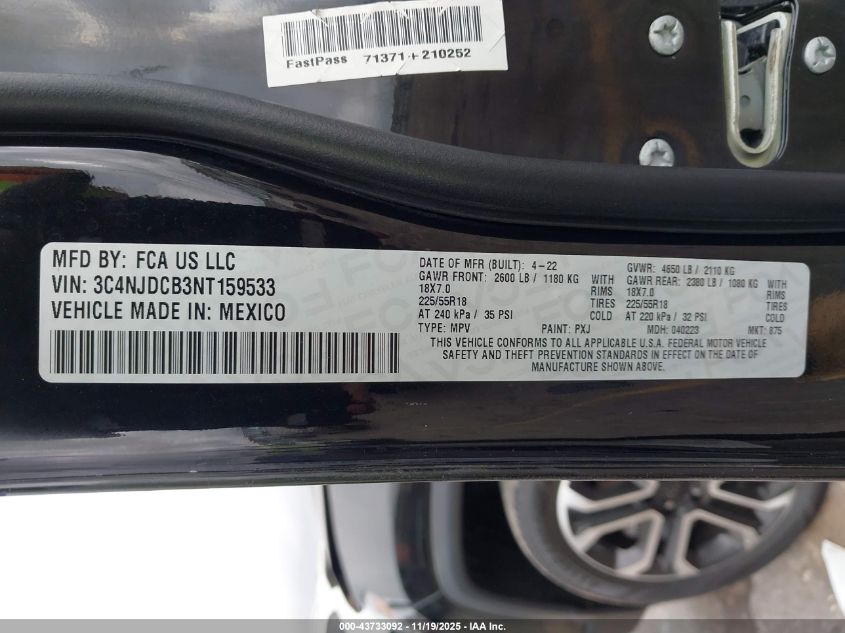 FastPass 71371+210252
MFD BY: FCA US LLC
VIN: 3C4NJDCB3NT159533
VEHICLE MADE IN: MEXICO
DATE OF MFR (BUILT): 4-22 GVWR: 4650 LB / 2110 KG
GAWR FRONT: 2600 LB / 1180 KG WITH GAWR REAR: 2380 LB / 1080 KG WITH
18X7.0 RIMS 18X7.0 RIMS
225/55R18 TIRES 225/55R18 TIRES
AT 240 kPa / 35 PSI COLD AT 220 kPa / 32 PSI COLD
TYPE: MPV PAINT: PXJ MDH: 040223 MKT: 875
THIS VEHICLE CONFORMS TO ALL APPLICABLE U.S.A. FEDERAL MOTOR VEHICLE
SAFETY AND THEFT PREVENTION STANDARDS IN EFFECT ON THE DATE OF
MANUFACTURE SHOWN ABOVE.
000-43733092 - 11/19/2025 - IAA Inc.